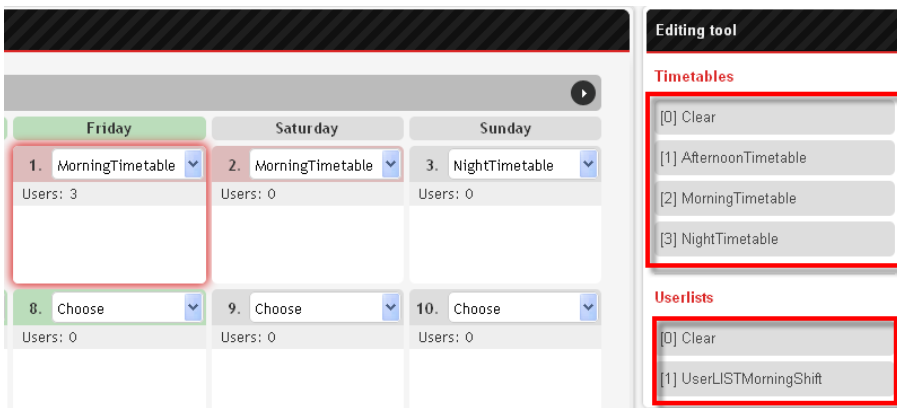 Friday Saturday Sunday
1. MorningTimetable 2. MorningTimetable 3. NightTimetable
Users: 3 Users: 0 Users: 0
8. Choose 9. Choose 10. Choose
Users: 0 Users: 0 Users: 0
Editing tool
Timetables
[0] Clear
[1] AfternoonTimetable
[2] MorningTimetable
[3] NightTimetable
Userlists
[0] Clear
[1] UserLISTMorningShift